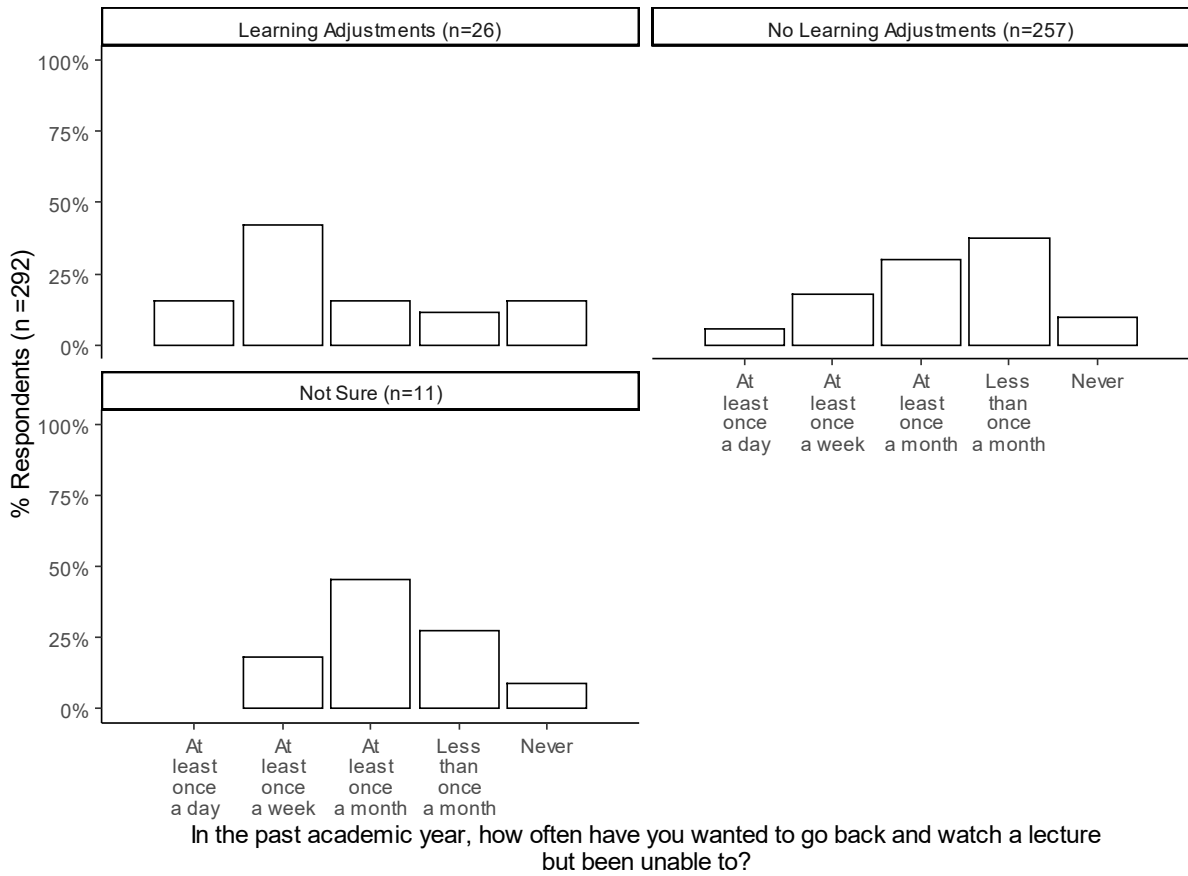 Learning Adjustments (n=26)
No Learning Adjustments (n=257)
100%
75%
50%
25%
0%
At
least
once
a day
At
least
once
a week
At
least
once
a month
Less
than
once
a month
Never
Not Sure (n=11)
100%
75%
50%
25%
0%
At
least
once
a day
At
least
once
a week
At
least
once
a month
Less
than
once
a month
Never
% Respondents (n =292)
In the past academic year, how often have you wanted to go back and watch a lecture
but been unable to?